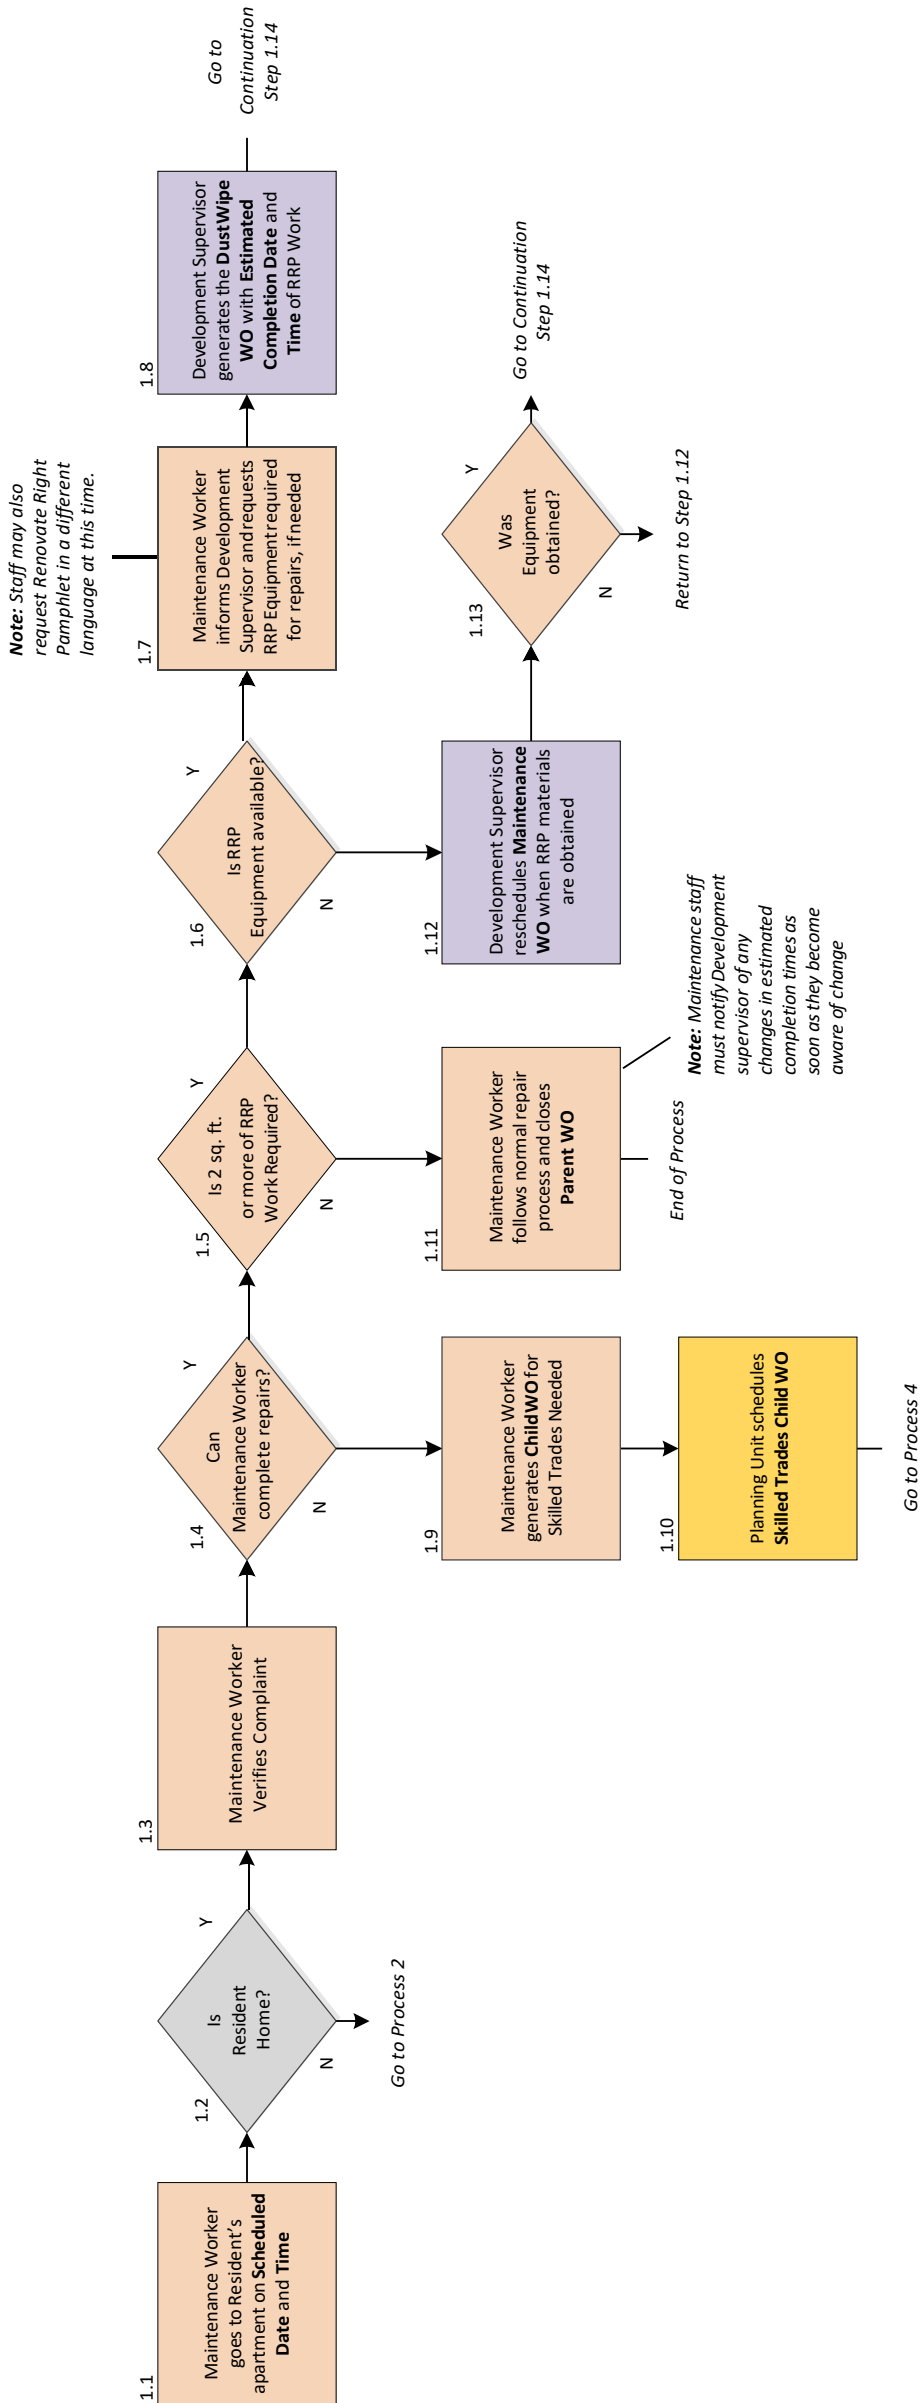 Note: Staff may also
request Renovate Right
Pamphlet in a different
language at this time.
1.1
Maintenance Worker
goes to Resident's
apartment on Scheduled
Date and Time
1.2
Is
Resident
Home?
Y
N
Go to Process 2
1.3
Maintenance Worker
Verifies Complaint
1.4
Can
Maintenance Worker
complete repairs?
Y
N
1.5
Is 2 sq. ft.
or more of RRP
Work Required?
Y
N
1.6
Is RRP
Equipment available?
Y
N
1.7
Maintenance Worker
informs Development
Supervisor and requests
RRP Equipment required
for repairs, if needed
1.8
Development Supervisor
generates the Dust Wipe
WO with Estimated
Completion Date and
Time of RRP Work
Go to
Continuation
Step 1.14
1.9
Maintenance Worker
generates Child WO for
Skilled Trades Needed
1.10
Planning Unit schedules
Skilled Trades Child WO
Go to Process 4
1.11
Maintenance Worker
follows normal repair
process and closes
Parent WO
End of Process
Note: Maintenance staff
must notify Development
supervisor of any
changes in estimated
completion times as
soon as they become
aware of change
1.12
Development Supervisor
reschedules Maintenance
WO when RRP materials
are obtained
1.13
Was
Equipment
obtained?
Y
N
Go to Continuation
Step 1.14
Return to Step 1.12